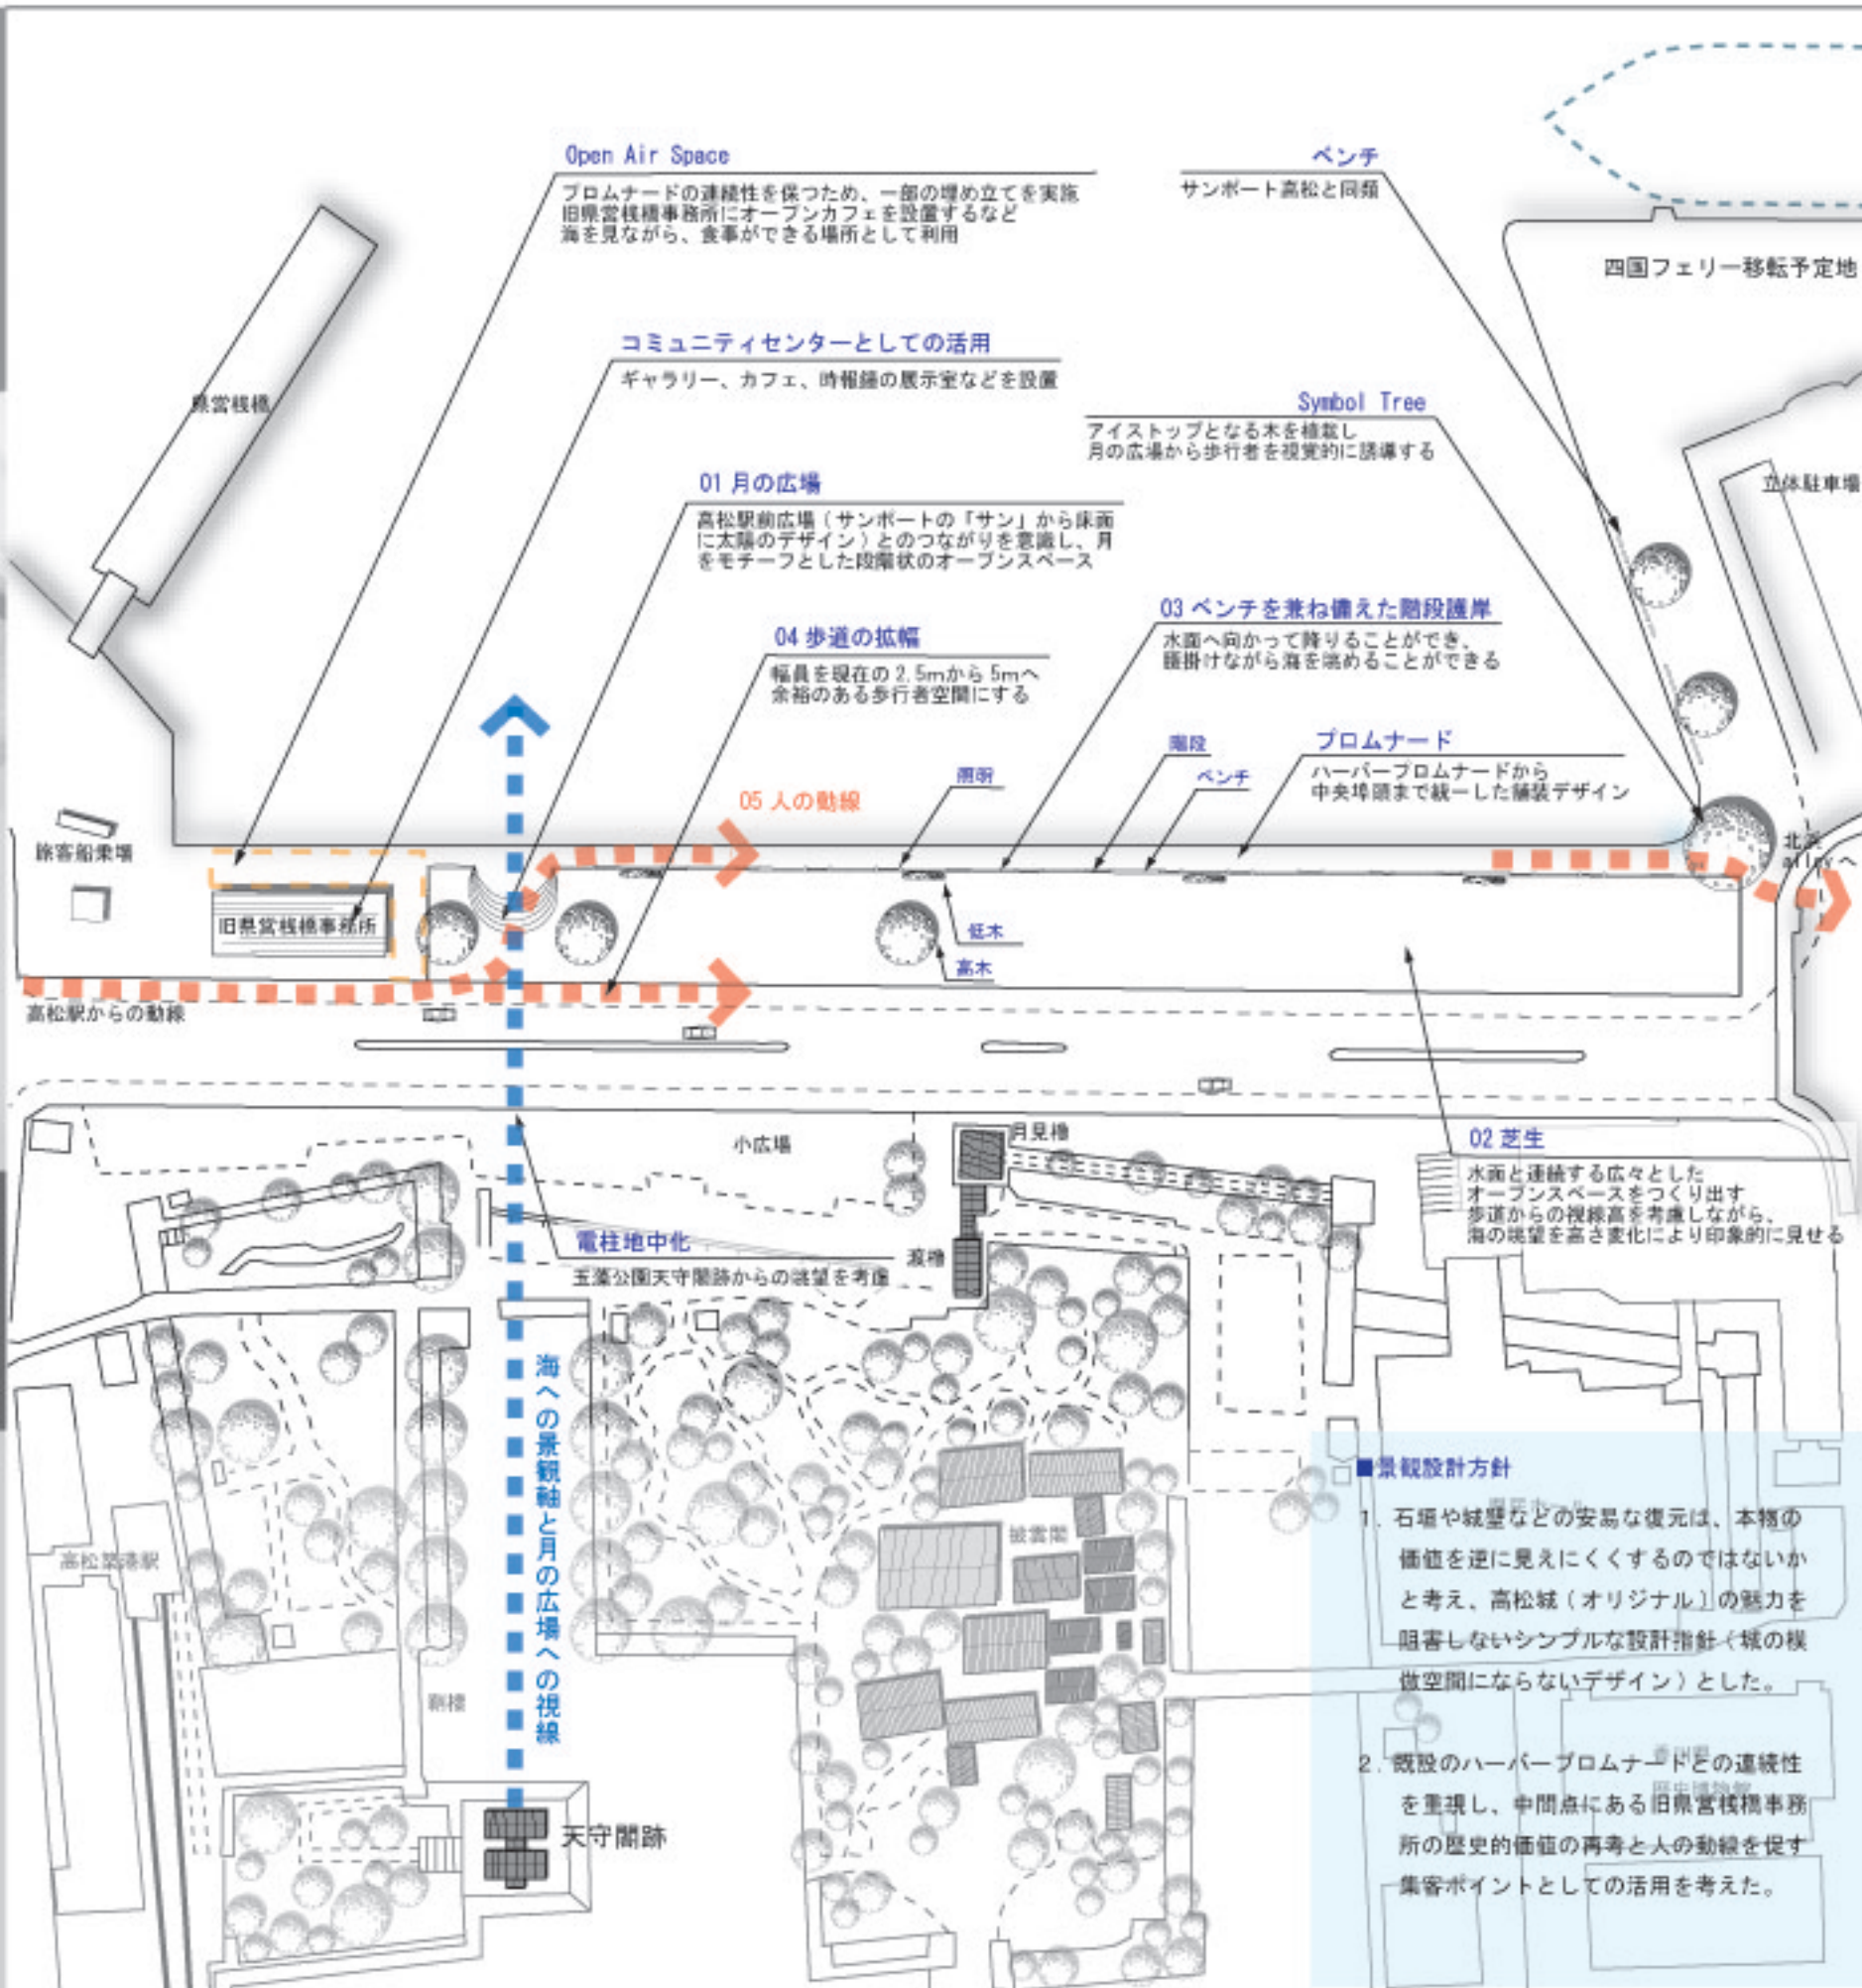 Open Air Space
プロムナードの連続性を保つため、一部の埋め立てを実施
旧県営桟橋事務所にオープンカフェを設置するなど
海を見ながら、食事ができる場所として利用
ベンチ
サンポート高松と同類
四国フェリー移転予定地
コミュニティセンターとしての活用
ギャラリー、カフェ、時報鐘の展示室などを設置
県営桟橋
Symbol Tree
アイストップとなる木を植栽し
月の広場から歩行者を視覚的に誘導する
立体駐車場
01 月の広場
高松駅前広場（サンポートの「サン」から床面
に太陽のデザイン）とのつながりを意識し、月
をモチーフとした段階状のオープンスペース
03 ベンチを兼ね備えた階段護岸
水面へ向かって降りることができ、
腰掛けながら海を眺めることができる
04 歩道の拡幅
幅員を現在の 2.5mから 5mへ
余裕のある歩行者空間にする
階段
プロムナード
ハーバープロムナードから
中央埠頭まで統一した舗装デザイン
照明
ベンチ
05 人の動線
旅客船乗場
北浜
alleyへ
旧県営桟橋事務所
低木
高木
高松駅からの動線
小広場
月見櫓
02 芝生
水面と連続する広々とした
オープンスペースをつくり出す
歩道からの視線高を考慮しながら、
海の眺望を高さ変化により印象的に見せる
電柱地中化
玉藻公園天守閣跡からの眺望を考慮
渡櫓
海への景観軸と月の広場への視線
■景観設計方針
1. 石垣や城壁などの安易な復元は、本物の
価値を逆に見えにくくするのではないか
と考え、高松城（オリジナル）の魅力を
阻害しないシンプルな設計指針（城の模
倣空間にならないデザイン）とした。
披雲閣
高松築港駅
鞘橋
2. 既設のハーバープロムナードとの連続性
を重視し、中間点にある旧県営桟橋事務
所の歴史的価値の再考と人の動線を促す
集客ポイントとしての活用を考えた。
香川県
歴史博物館
天守閣跡